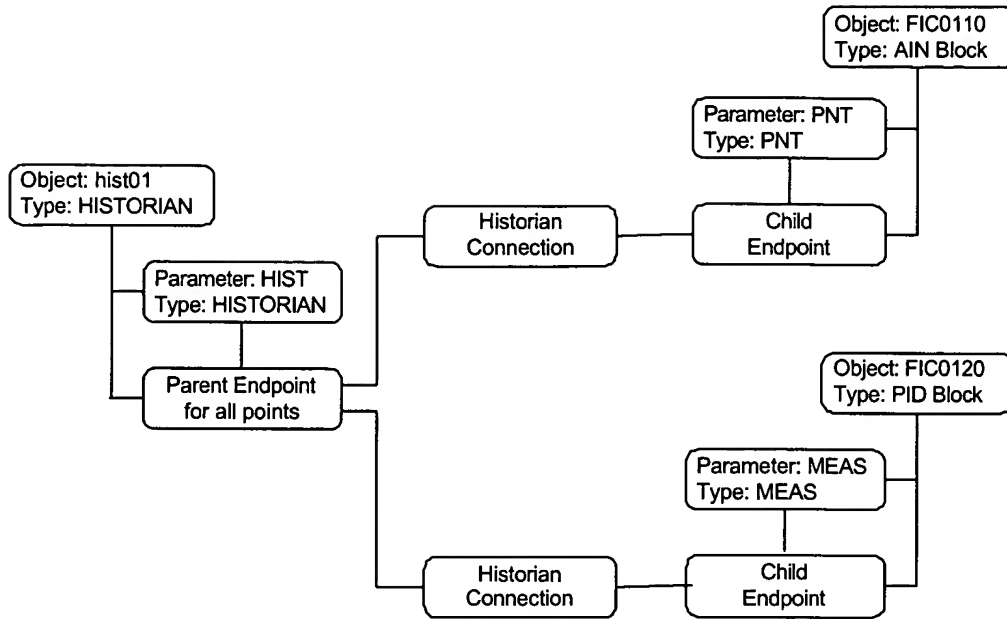 Object: FIC0110
Type: AIN Block
Parameter: PNT
Type: PNT
Object: hist01
Type: HISTORIAN
Historian
Connection
Child
Endpoint
Parameter: HIST
Type: HISTORIAN
Parent Endpoint
for all points
Object: FIC0120
Type: PID Block
Parameter: MEAS
Type: MEAS
Historian
Connection
Child
Endpoint